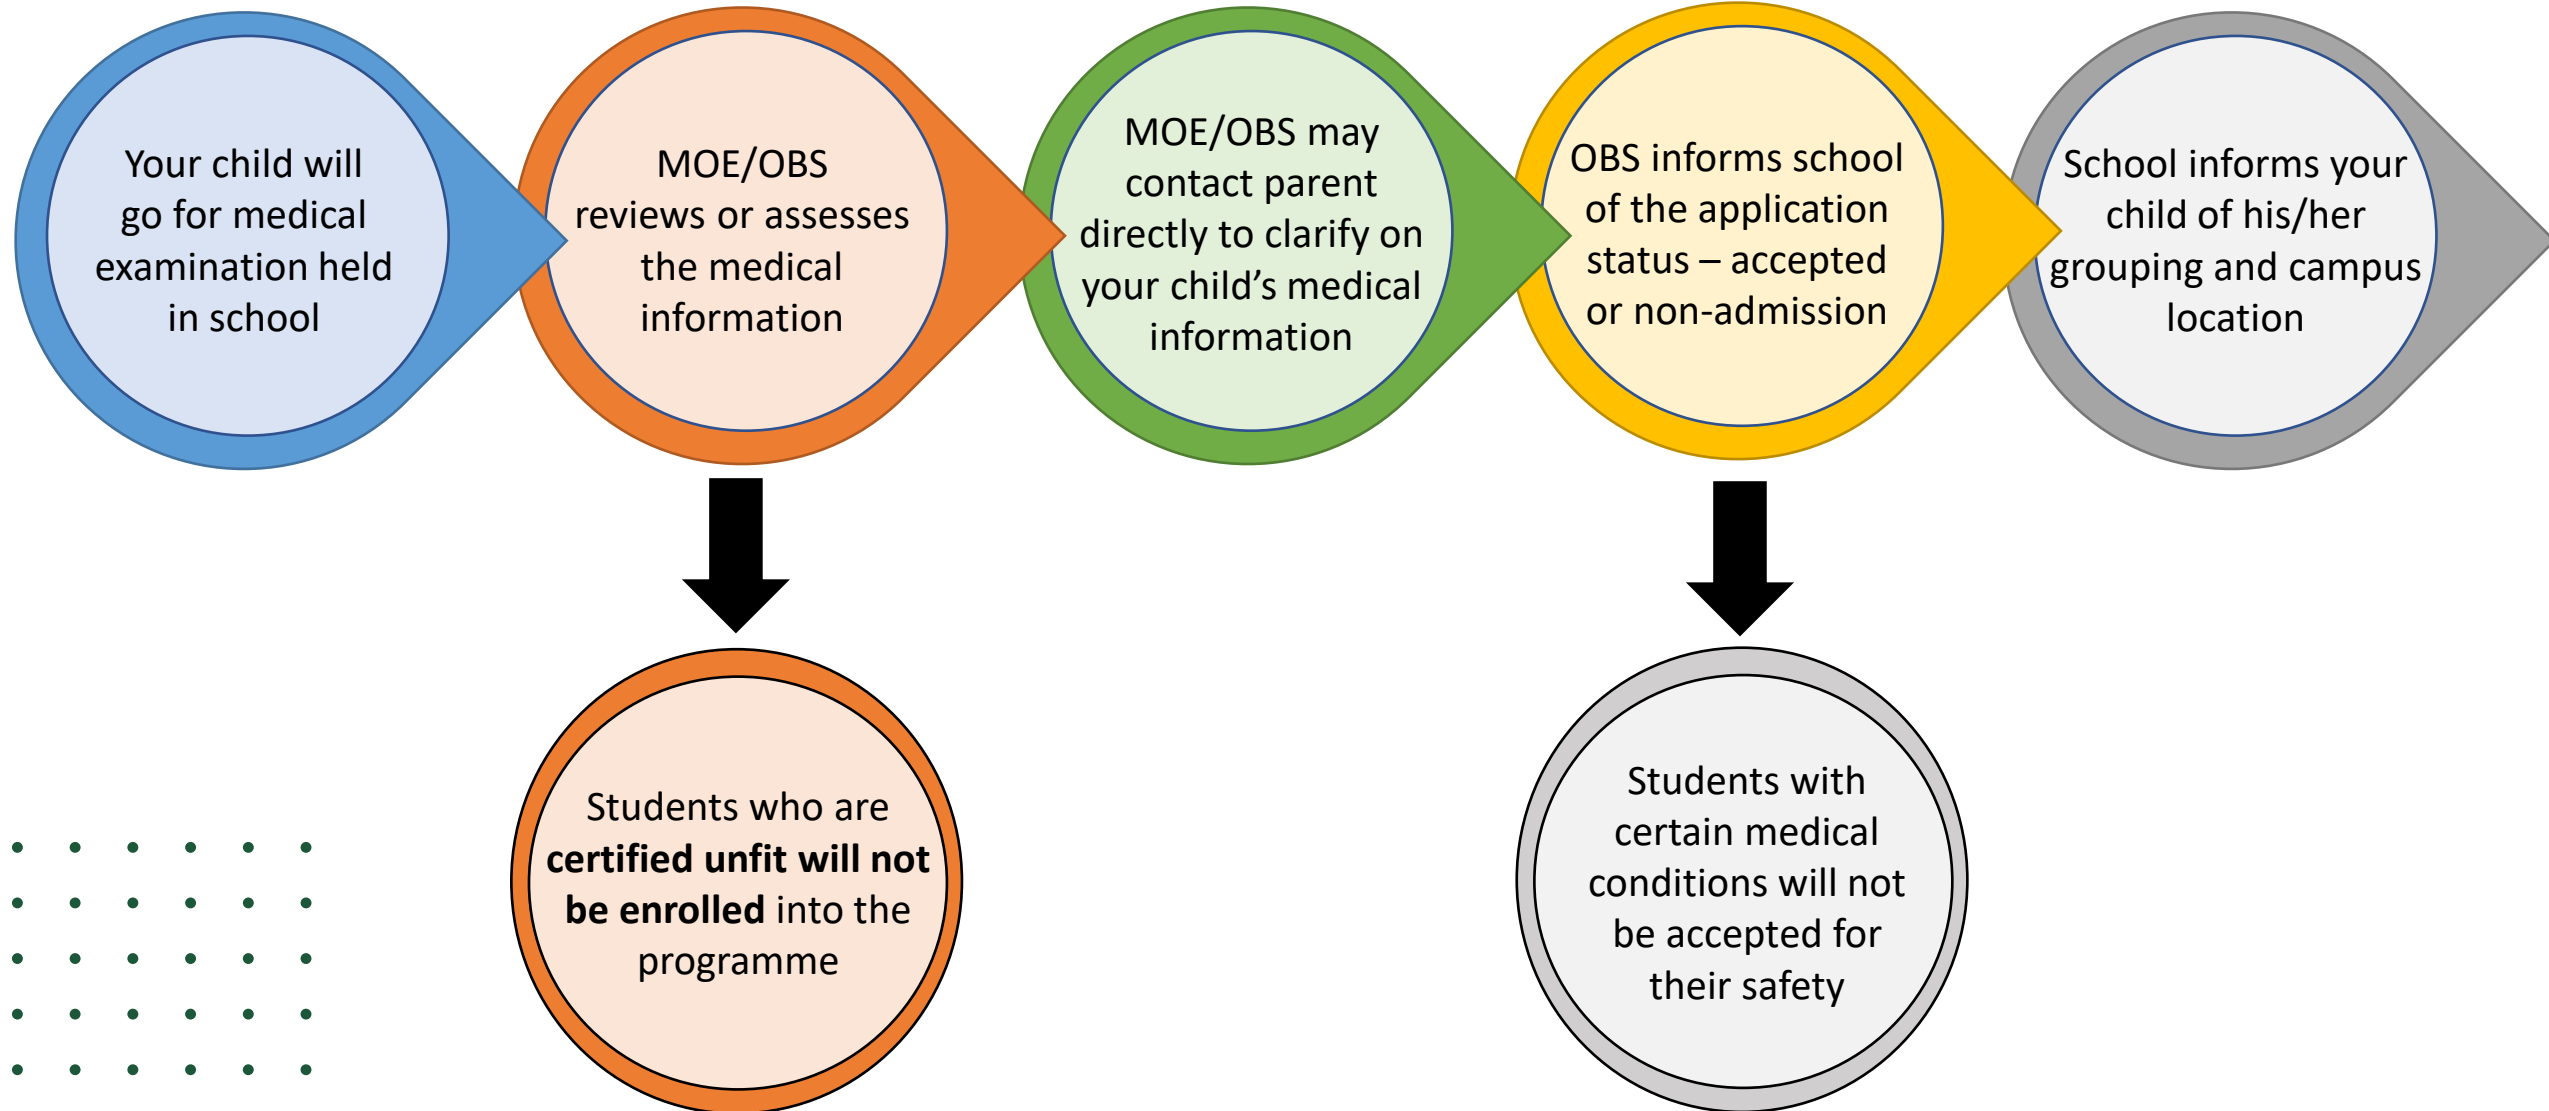 Your child will
go for medical
examination held
in school
MOE/OBS
reviews or assesses
the medical
information
MOE/OBS may
contact parent
directly to clarify on
your child's medical
information
OBS informs school
of the application
status – accepted
or non-admission
School informs your
child of his/her
grouping and campus
location
Students who are
certified unfit will not
be enrolled into the
programme
Students with
certain medical
conditions will not
be accepted for
their safety